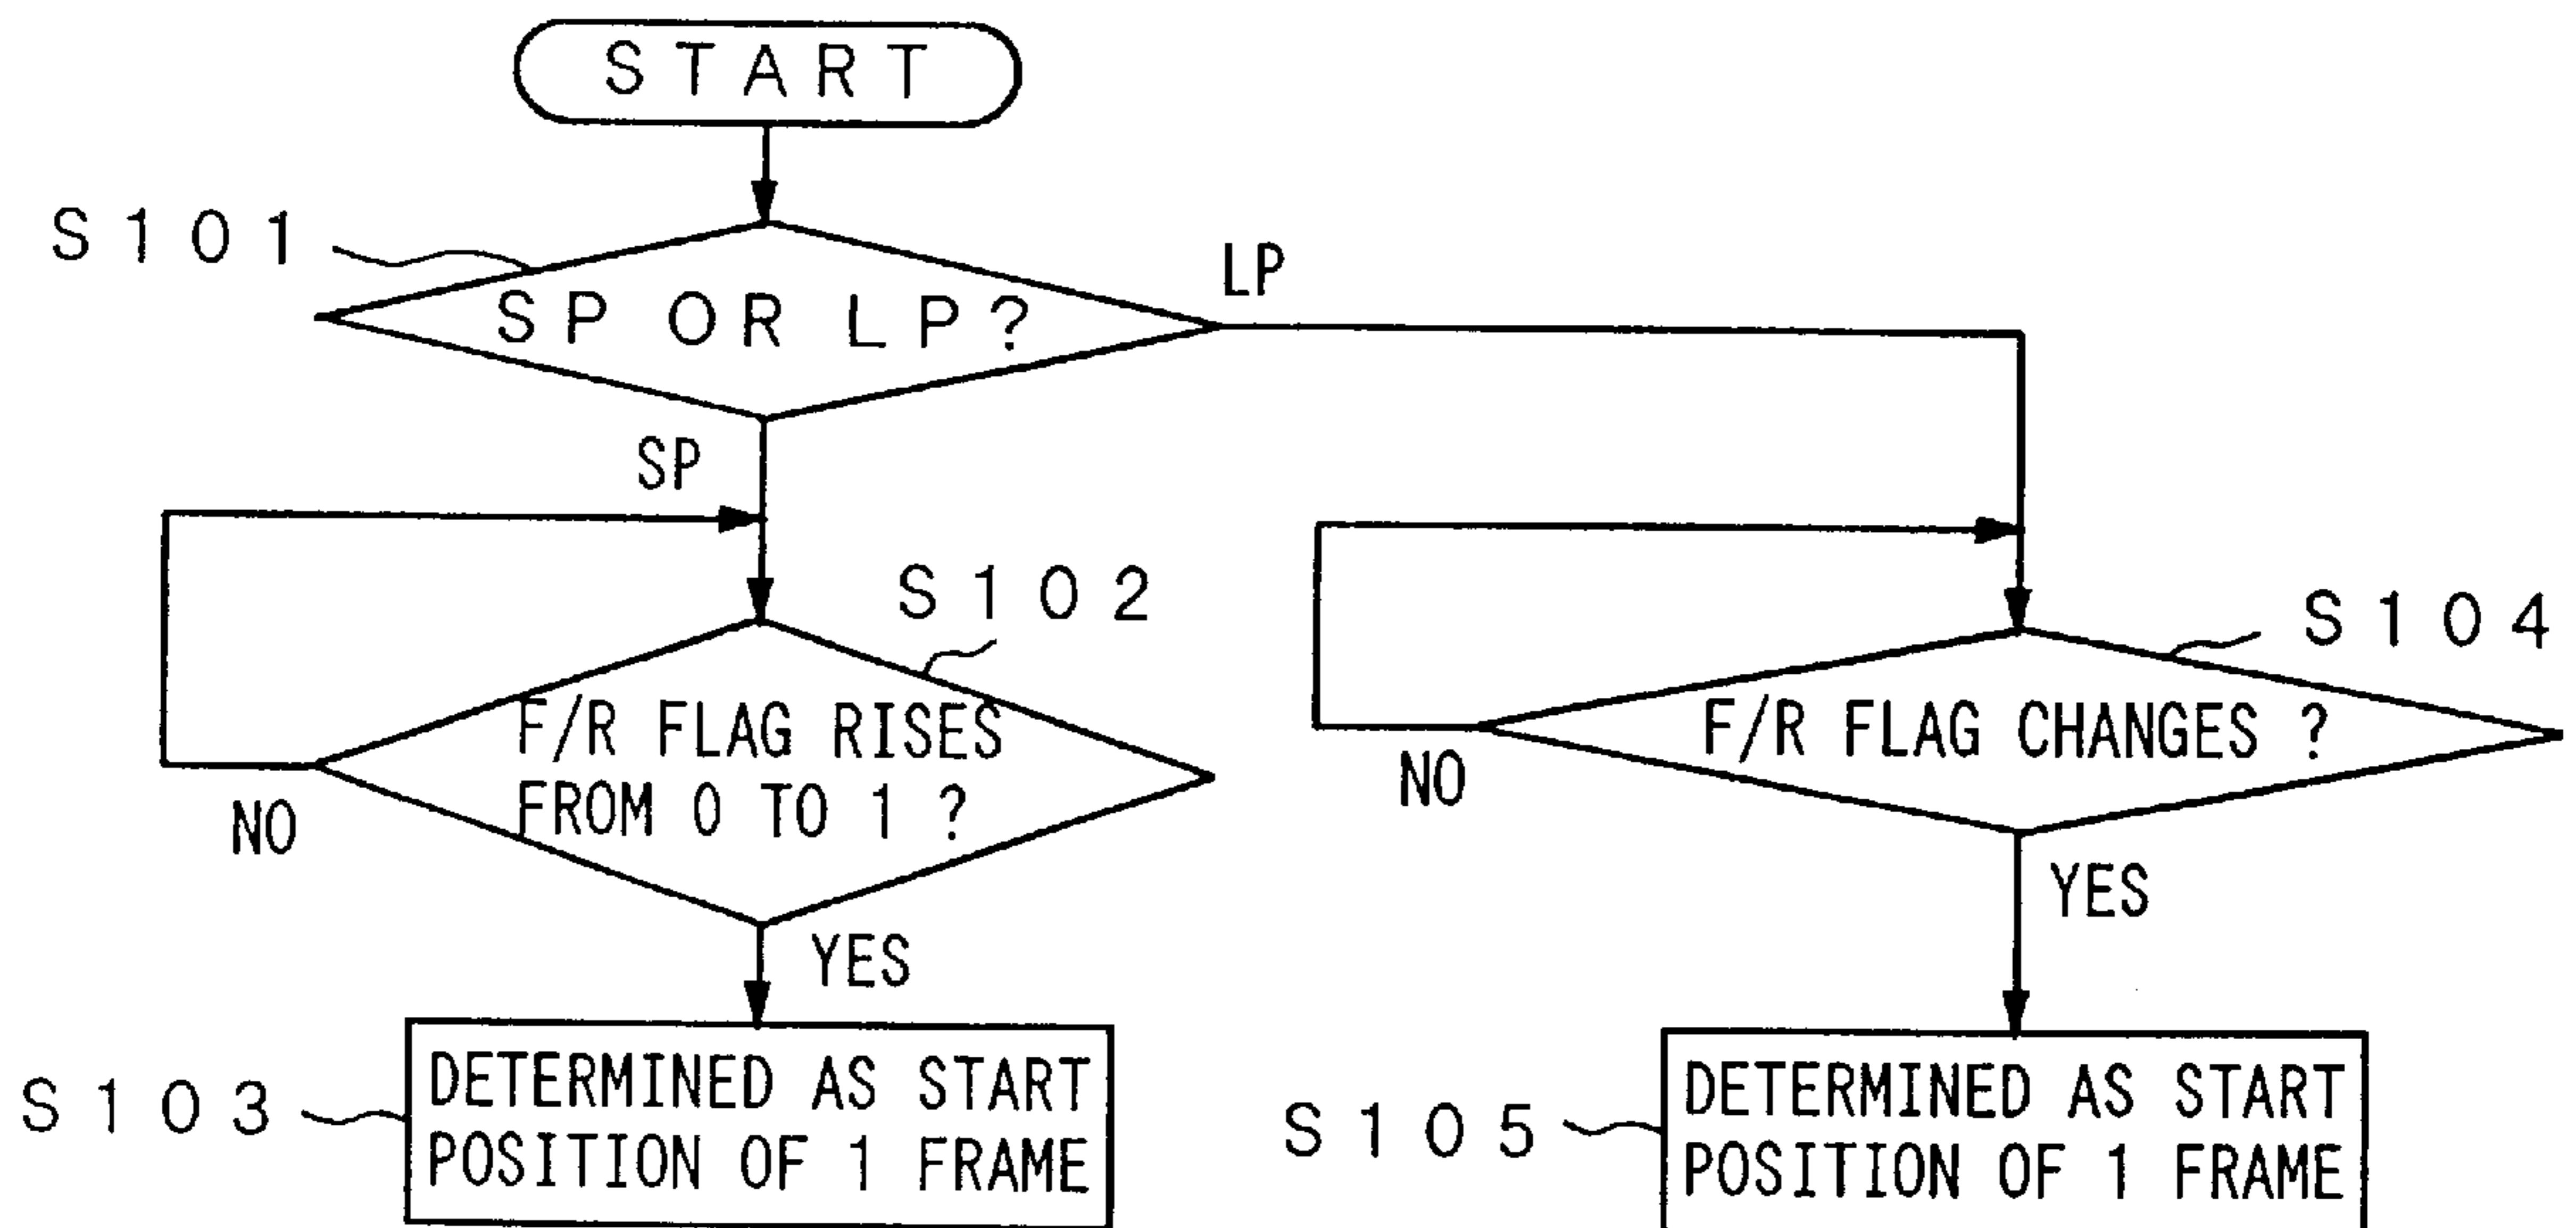 START
S101
SP OR LP?
LP
SP
S102
F/R FLAG RISES
FROM 0 TO 1 ?
NO
YES
S103
DETERMINED AS START
POSITION OF 1 FRAME
S104
F/R FLAG CHANGES ?
NO
YES
S105
DETERMINED AS START
POSITION OF 1 FRAME